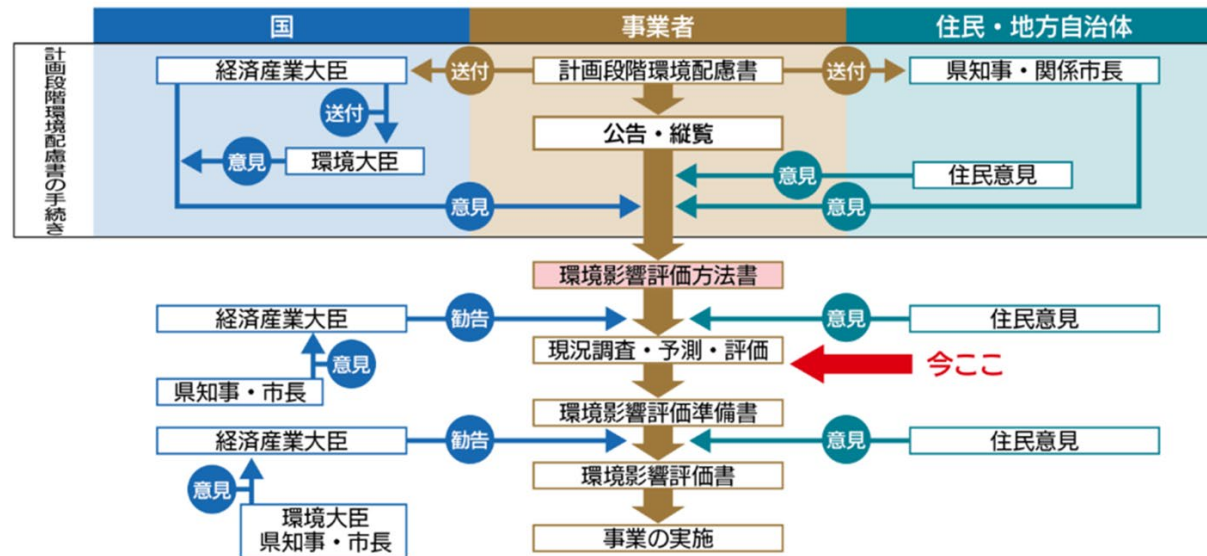 国
事業者
住民・地方自治体
計画段階環境配慮書の手続き
経済産業大臣
送付
計画段階環境配慮書
送付
県知事・関係市長
送付
公告・縦覧
環境大臣
意見
意見
住民意見
意見
意見
環境影響評価方法書
経済産業大臣
勧告
意見
住民意見
現況調査・予測・評価
今ここ
意見
県知事・市長
環境影響評価準備書
経済産業大臣
勧告
意見
住民意見
環境影響評価書
意見
環境大臣
県知事・市長
事業の実施